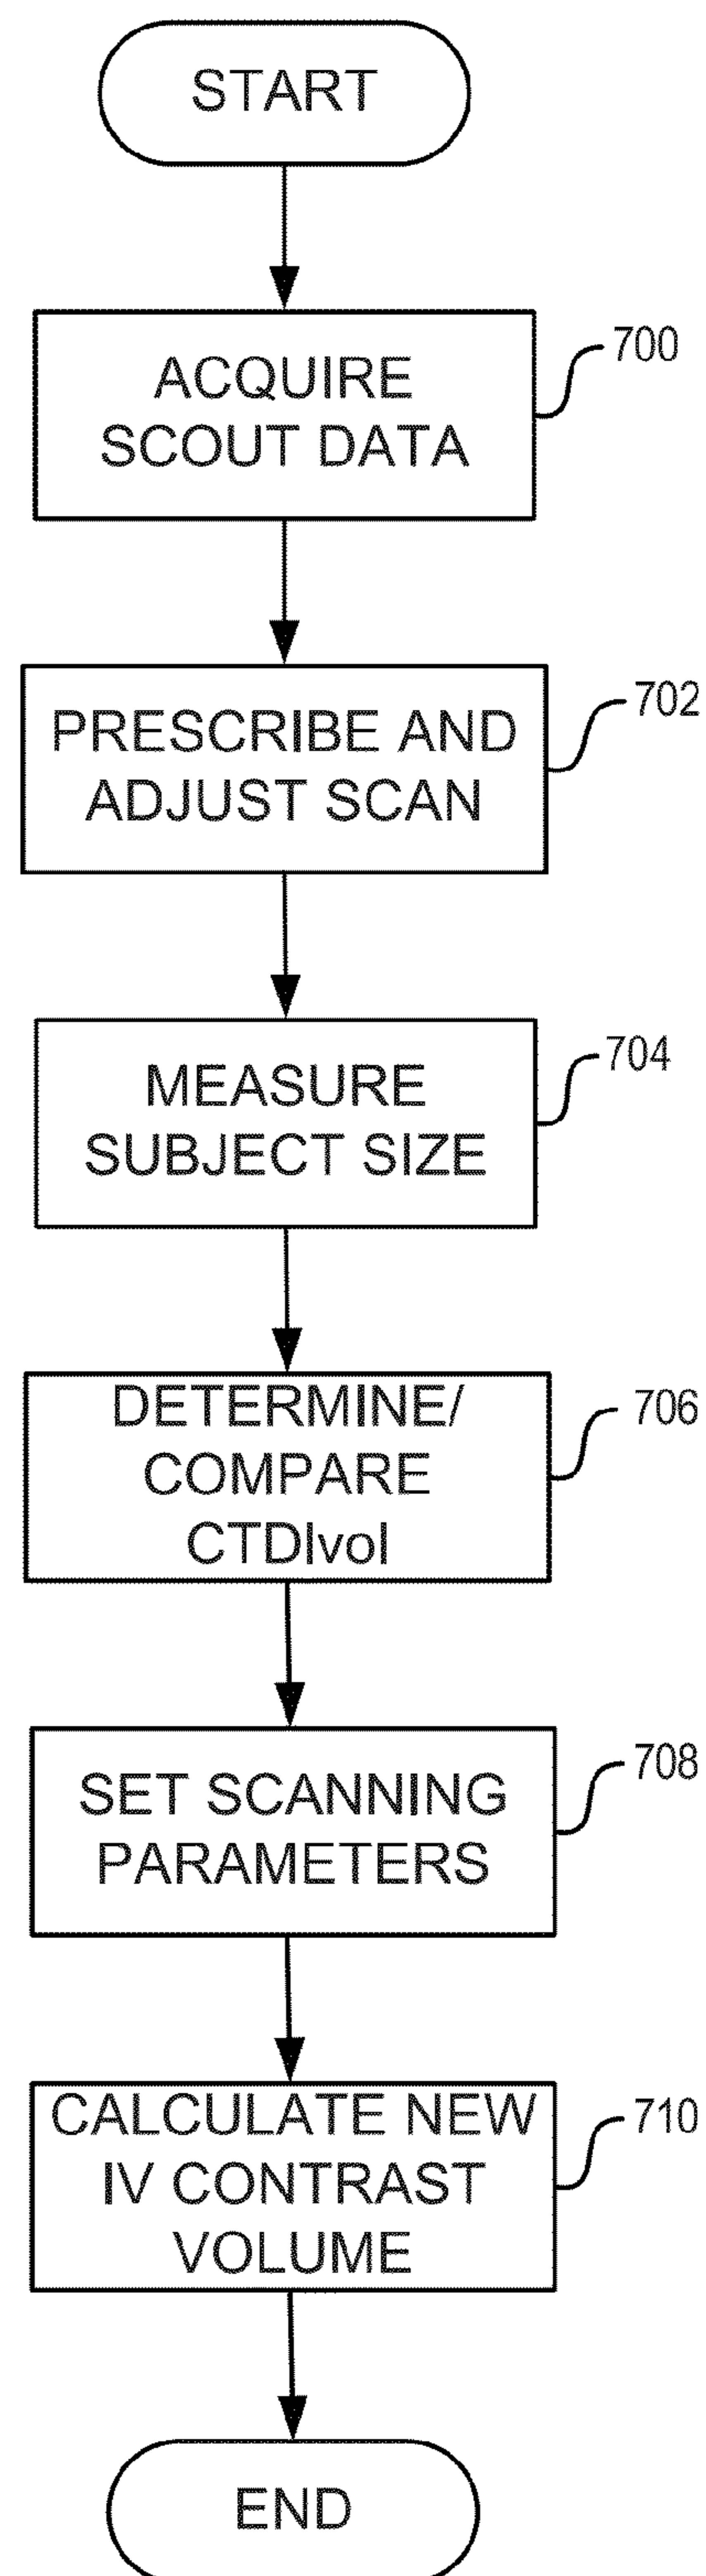 START
ACQUIRE
SCOUT DATA
700
PRESCRIBE AND
ADJUST SCAN
702
MEASURE
SUBJECT SIZE
704
DETERMINE/
COMPARE
CTDIvol
706
SET SCANNING
PARAMETERS
708
CALCULATE NEW
IV CONTRAST
VOLUME
710
END